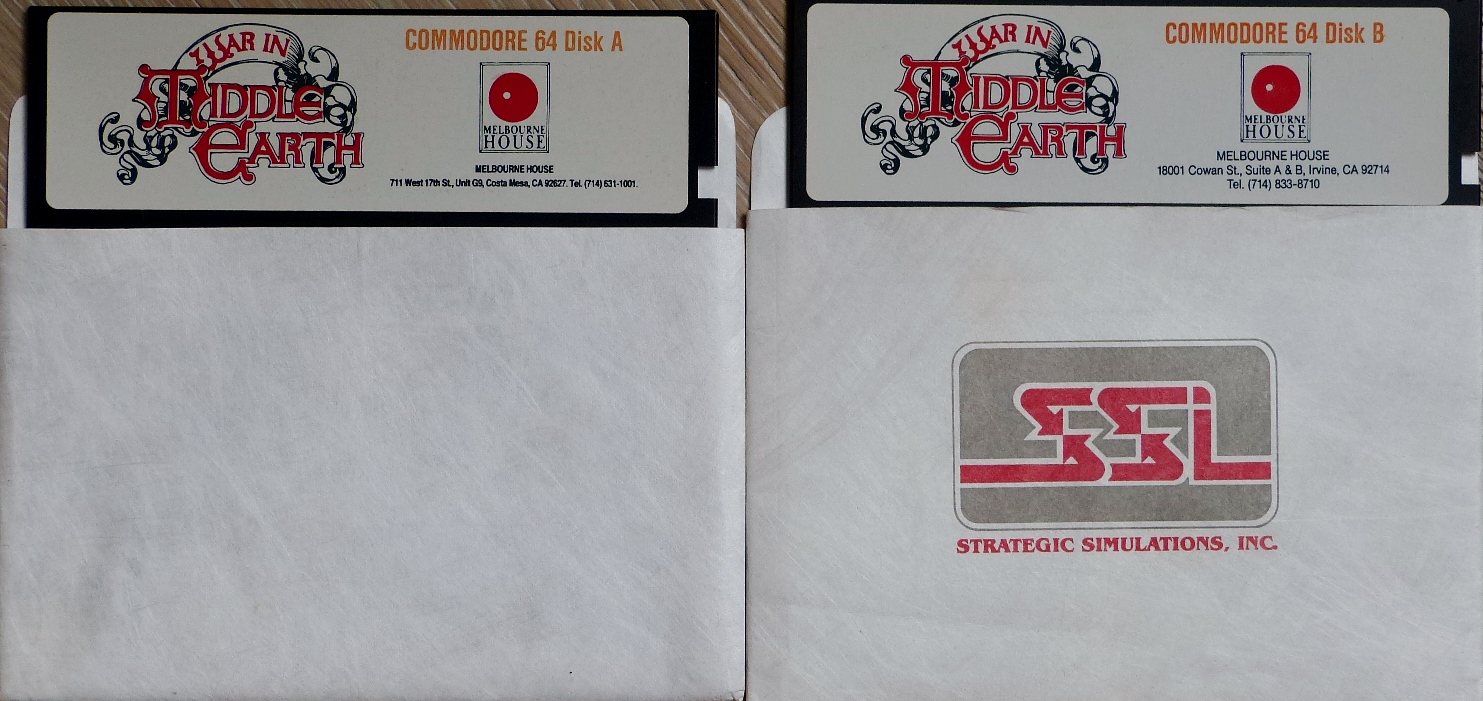 WAR IN
MIDDLE
EARTH
COMMODORE 64 Disk A
MELBOURNE
HOUSE
MELBOURNE HOUSE
711 West 17th St., Unit G9, Costa Mesa, CA 92627. Tel. (714) 631-1001.
WAR IN
MIDDLE
EARTH
COMMODORE 64 Disk B
MELBOURNE
HOUSE
MELBOURNE HOUSE
18001 Cowan St., Suite A & B, Irvine, CA 92714
Tel. (714) 833-8710
SSI
STRATEGIC SIMULATIONS, INC.